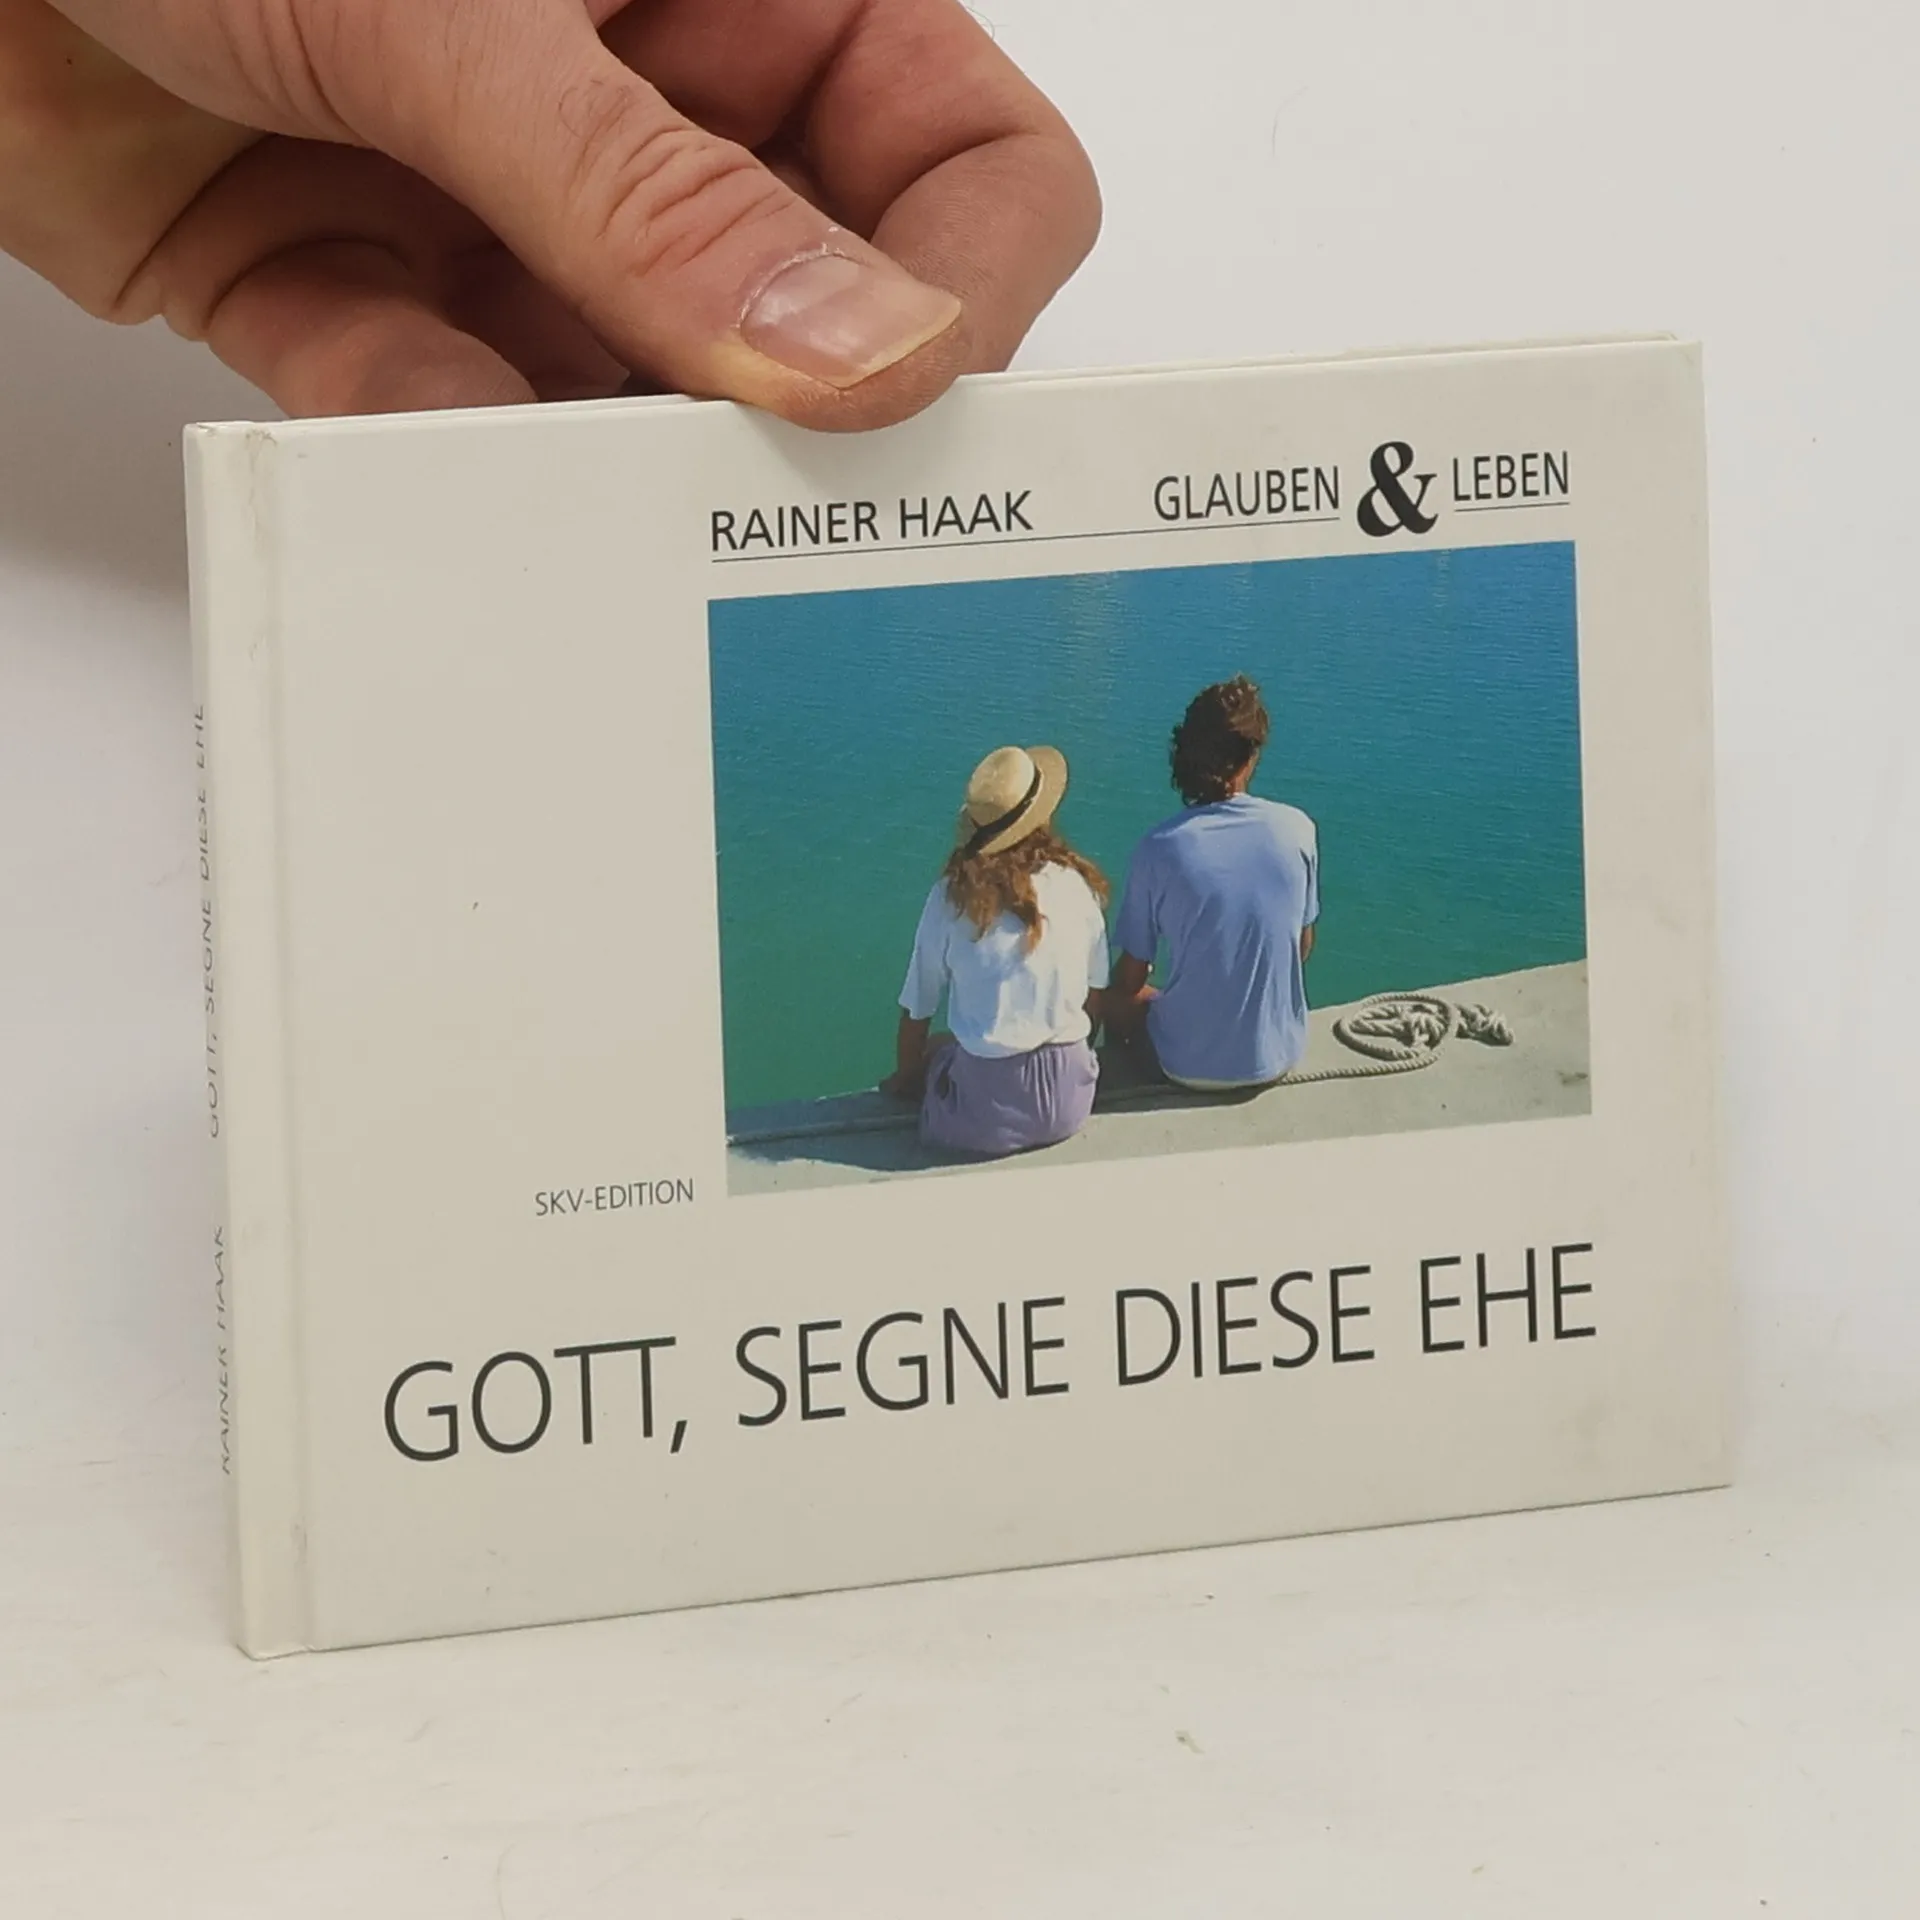 RAINER HAAK GLAUBEN & LEBEN
SKV-EDITION
GOTT, SEGNE DIESE EHE
RAINER HAAK GOTT, SEGNE DIESE EHE